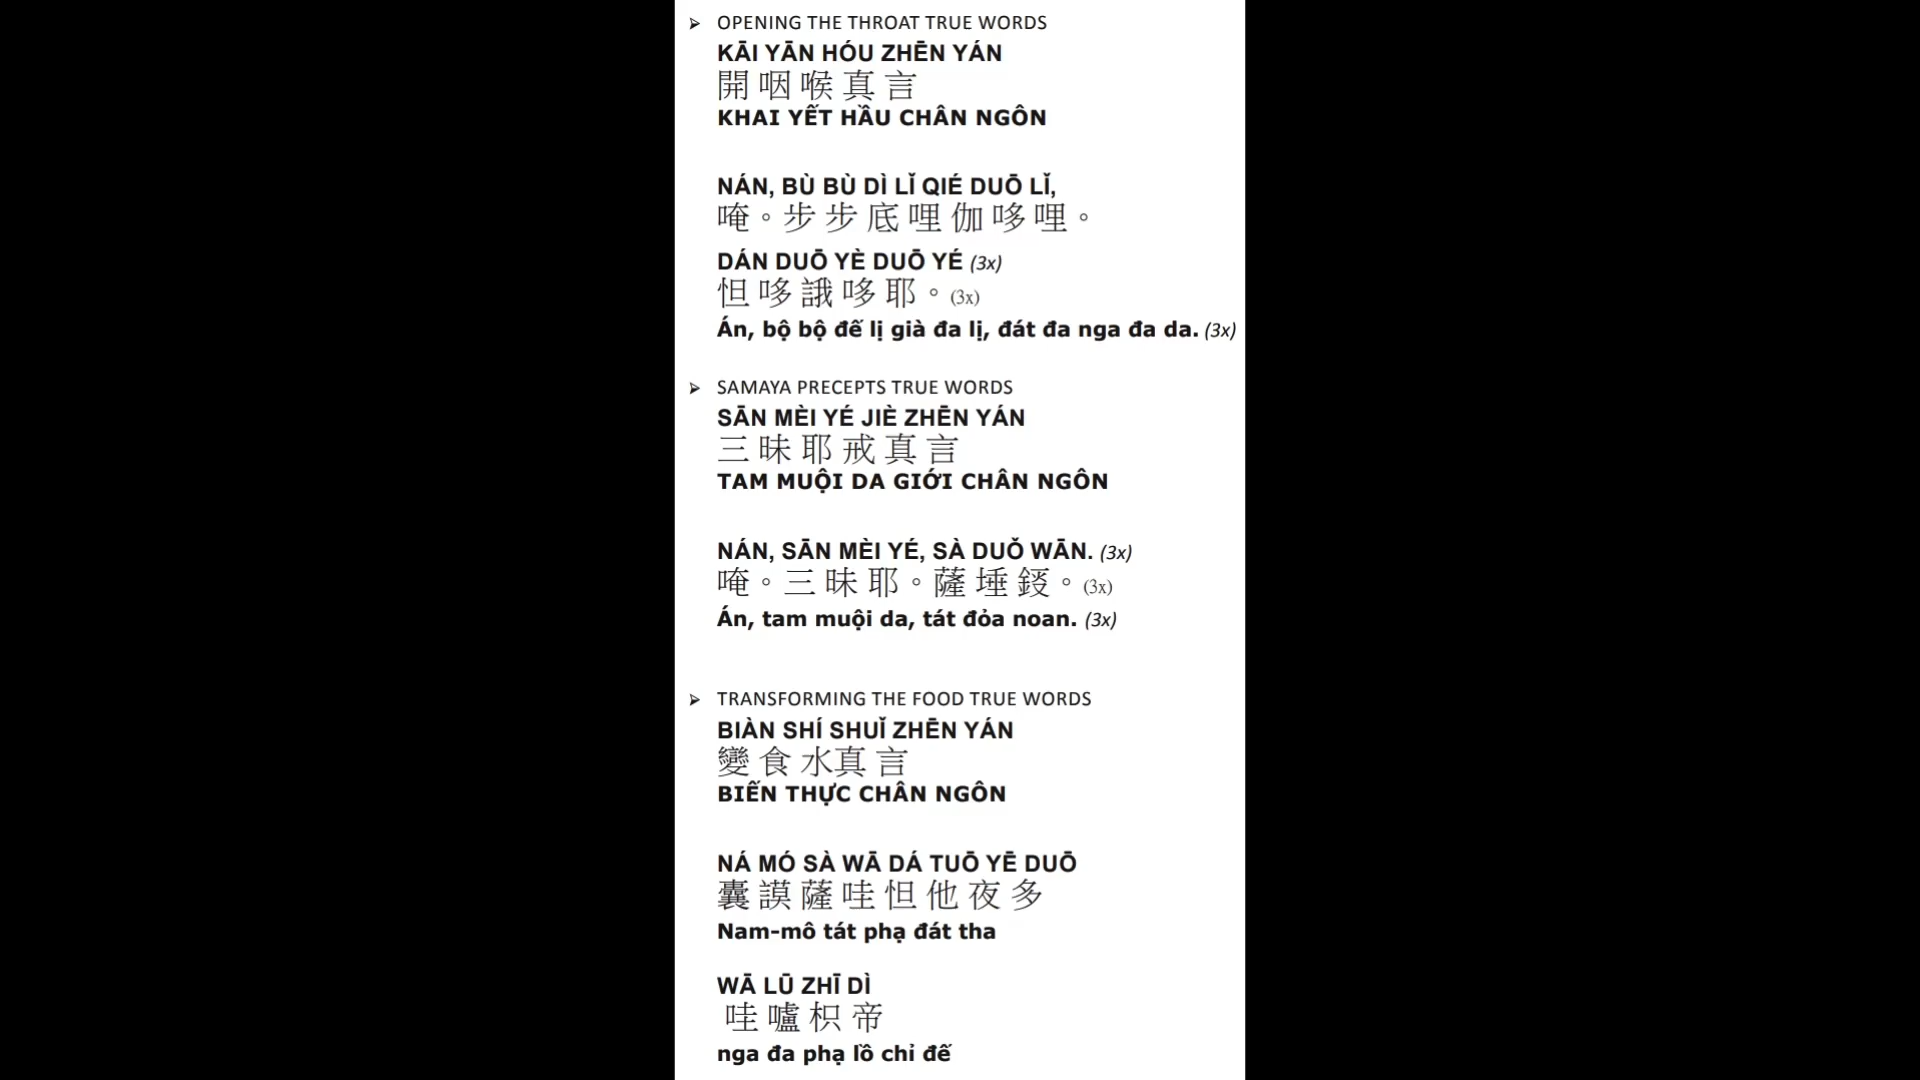 ➢ OPENING THE THROAT TRUE WORDS
KĀI YĀN HÓU ZHĒN YÁN
開 咽 喉 真 言
KHAI YẾT HẦU CHÂN NGÔN
NÁN, BÙ BÙ DÌ LǏ QIÉ DUŌ LǏ,
唵。步 步 底 哩 伽 哆 哩。
DÁN DUŌ YÈ DUŌ YÉ (3x)
怛 哆 誐 哆 耶。(3x)
Án, bộ bộ đế lị già đa lị, đát đa nga đa da. (3x)
➢ SAMAYA PRECEPTS TRUE WORDS
SĀN MÈI YÉ JIÈ ZHĒN YÁN
三 昧 耶 戒 真 言
TAM MUỘI DA GIỚI CHÂN NGÔN
NÁN, SĀN MÈI YÉ, SÀ DUǑ WĀN. (3x)
唵。三 昧 耶。薩 埵 鋄。(3x)
Án, tam muội da, tát đỏa noan. (3x)
➢ TRANSFORMING THE FOOD TRUE WORDS
BIÀN SHÍ SHUǏ ZHĒN YÁN
變 食 水真 言
BIẾN THỰC CHÂN NGÔN
NÁ MÓ SÀ WĀ DÁ TUŌ YĒ DUŌ
囊 謨 薩 哇 怛 他 夜 多
Nam-mô tát phạ đát tha
WĀ LŪ ZHĪ DÌ
哇 嚧 枳 帝
nga đa phạ lồ chỉ đế